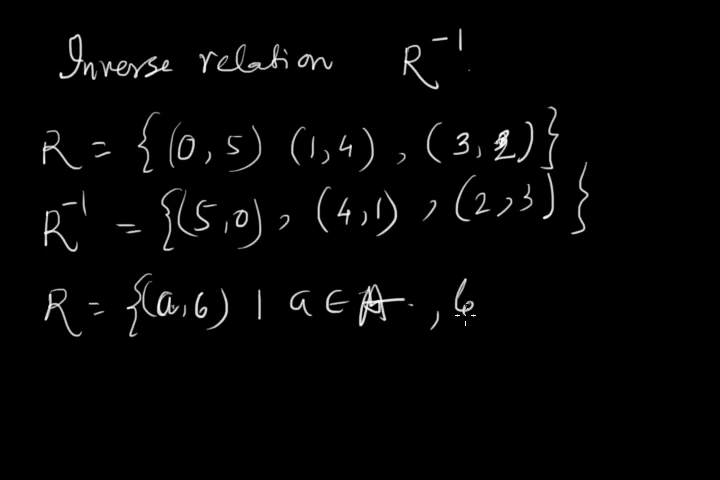 Inverse relation R⁻¹
R = {(0,5) (1,4), (3,2)}
R⁻¹ = {(5,0), (4,1), (2,3)}
R = {(a,b) | a ∈ A, b